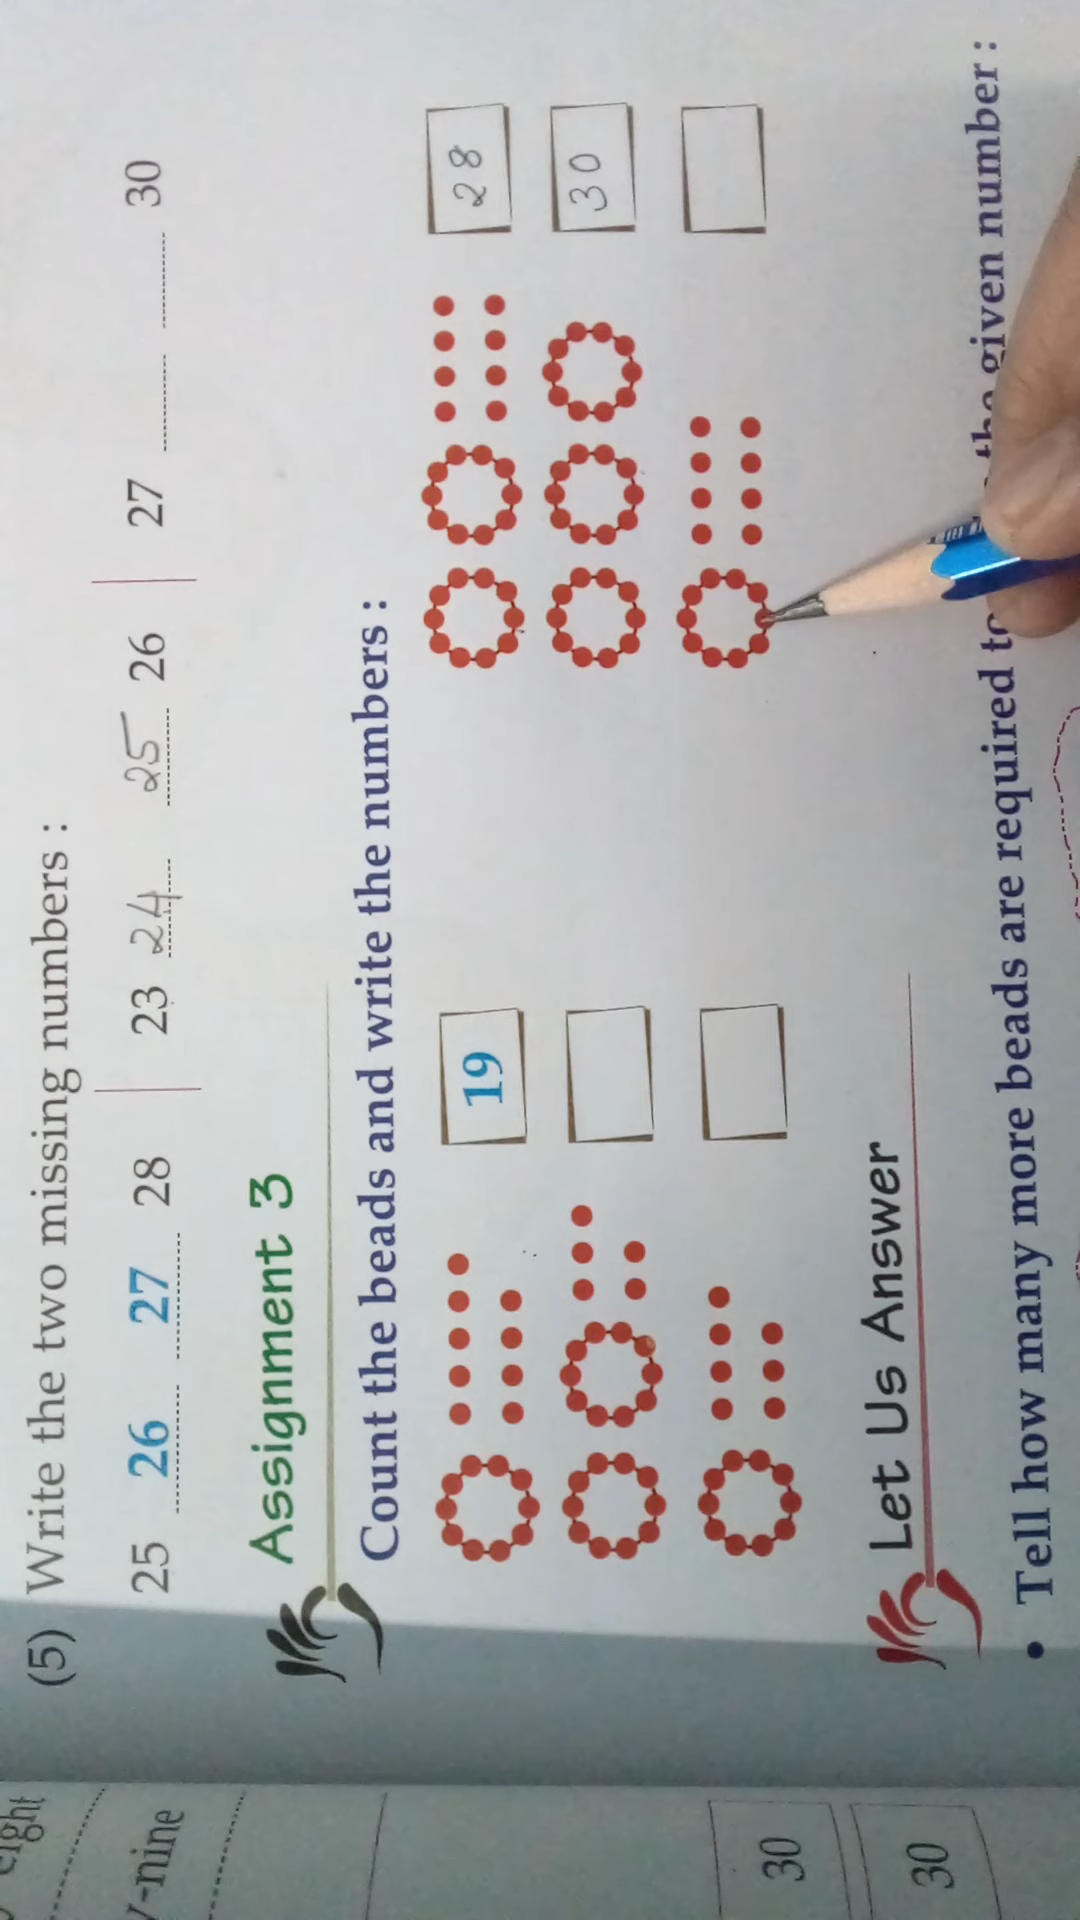 (5) Write the two missing numbers :
25 26 27 28 | 23 24 25 26 | 27 ........ ........ 30
Assignment 3
Count the beads and write the numbers :
19 28
30
Let Us Answer
• Tell how many more beads are required to the given number :
eight
-nine
30
30